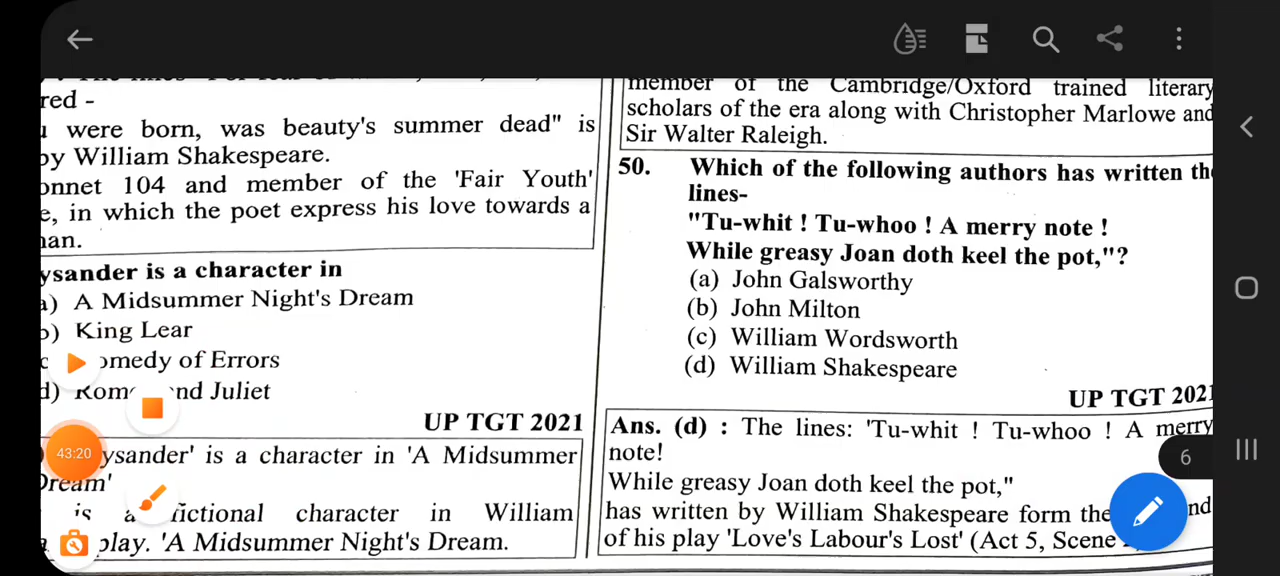 red -
were born, was beauty's summer dead" is
by William Shakespeare.
onnet 104 and member of the 'Fair Youth'
e, in which the poet express his love towards a
nan.
ysander is a character in
a) A Midsummer Night's Dream
b) King Lear
omedy of Errors
d) Rom nd Juliet
UP TGT 2021
ysander' is a character in 'A Midsummer
Dream'
is a fictional character in William
play. 'A Midsummer Night's Dream.
member of the Cambridge/Oxford trained literary
scholars of the era along with Christopher Marlowe and
Sir Walter Raleigh.
50. Which of the following authors has written th
lines-
"Tu-whit ! Tu-whoo ! A merry note !
While greasy Joan doth keel the pot,"?
(a) John Galsworthy
(b) John Milton
(c) William Wordsworth
(d) William Shakespeare
UP TGT 2021
Ans. (d) : The lines: 'Tu-whit ! Tu-whoo ! A merry
note!
While greasy Joan doth keel the pot,"
has written by William Shakespeare form the nd
of his play 'Love's Labour's Lost' (Act 5, Scene
6
43:20